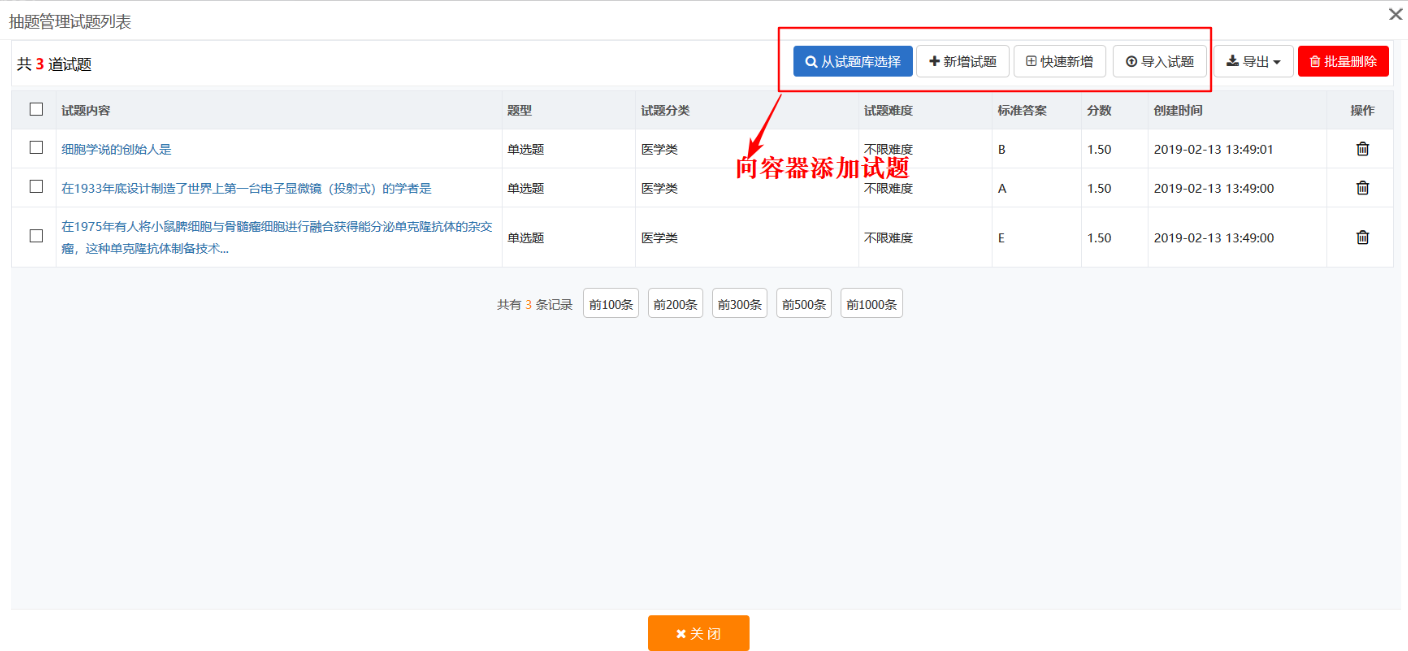 抽题管理试题列表
共 3 道试题
从试题库选择 新增试题 快速新增 导入试题 导出 批量删除
试题内容 题型 试题分类 试题难度 标准答案 分数 创建时间 操作
细胞学说的创始人是 单选题 医学类 不限难度 B 1.50 2019-02-13 13:49:01
向容器添加试题
在1933年底设计制造了世界上第一台电子显微镜（投射式）的学者是 单选题 医学类 不限难度 A 1.50 2019-02-13 13:49:00
在1975年有人将小鼠脾细胞与骨髓瘤细胞进行融合获得能分泌单克隆抗体的杂交
瘤，这种单克隆抗体制备技术... 单选题 医学类 不限难度 E 1.50 2019-02-13 13:49:00
共有 3 条记录 前100条 前200条 前300条 前500条 前1000条
关 闭